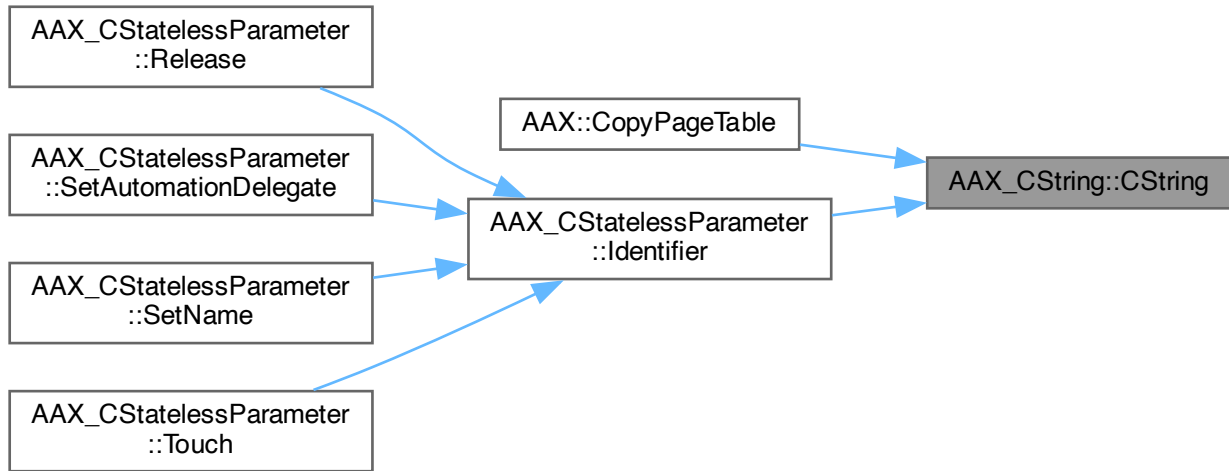 AAX_CStatelessParameter
::Release
AAX_CStatelessParameter
::SetAutomationDelegate
AAX_CStatelessParameter
::SetName
AAX_CStatelessParameter
::Touch
AAX::CopyPageTable
AAX_CStatelessParameter
::Identifier
AAX_CString::CString